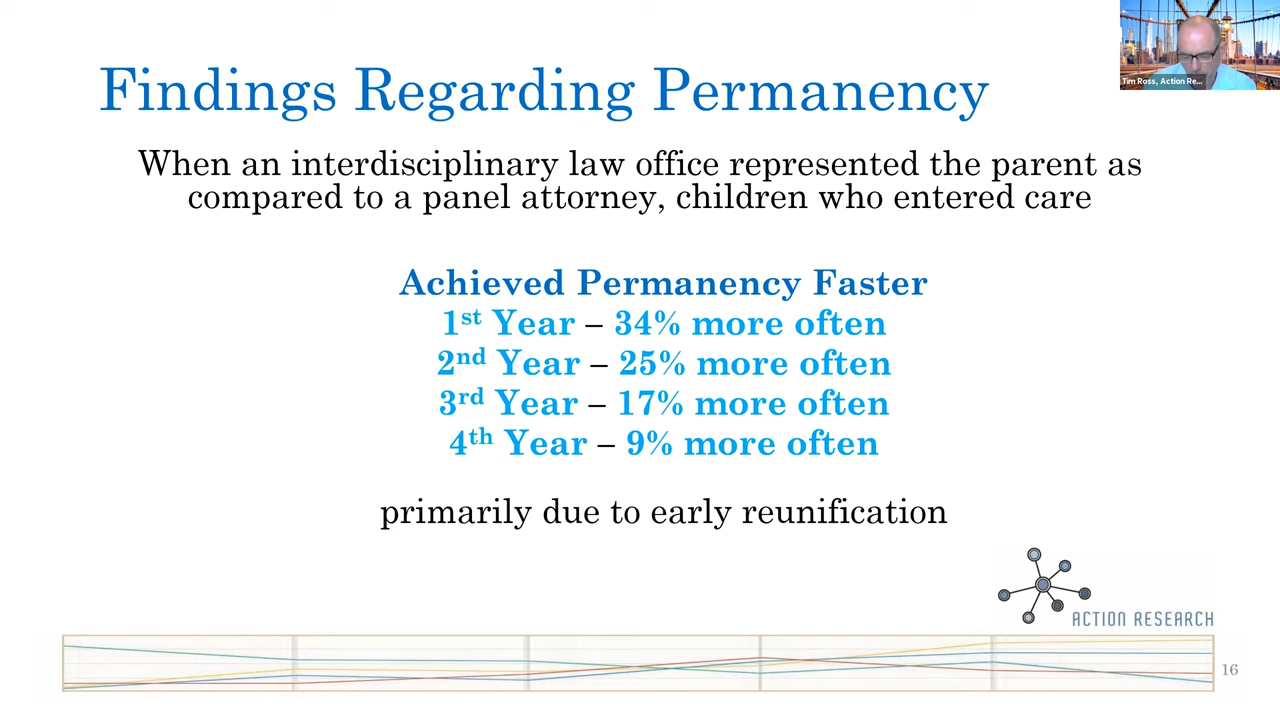 Findings Regarding Permanency
Tim Ross, Action Re...
When an interdisciplinary law office represented the parent as
compared to a panel attorney, children who entered care
Achieved Permanency Faster
1st Year – 34% more often
2nd Year – 25% more often
3rd Year – 17% more often
4th Year – 9% more often
primarily due to early reunification
ACTION RESEARCH
16